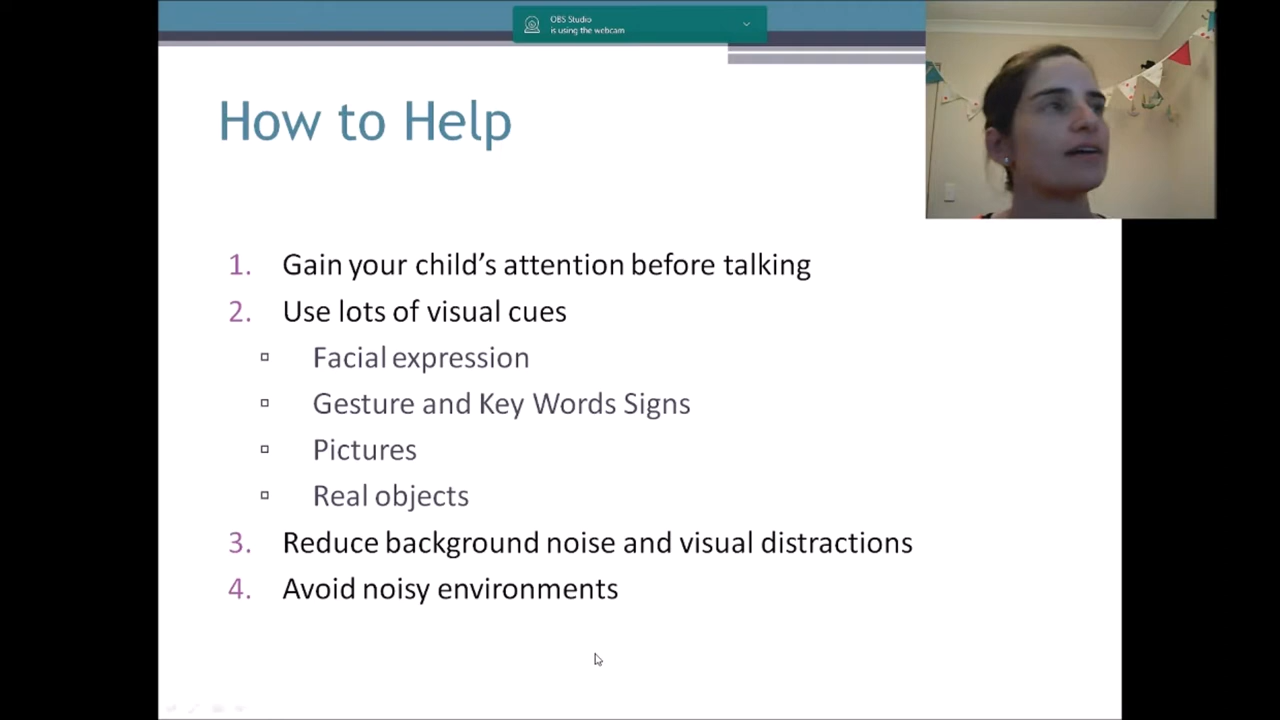 OBS Studio
is using the webcam
How to Help
1. Gain your child's attention before talking
2. Use lots of visual cues
▫ Facial expression
▫ Gesture and Key Words Signs
▫ Pictures
▫ Real objects
3. Reduce background noise and visual distractions
4. Avoid noisy environments